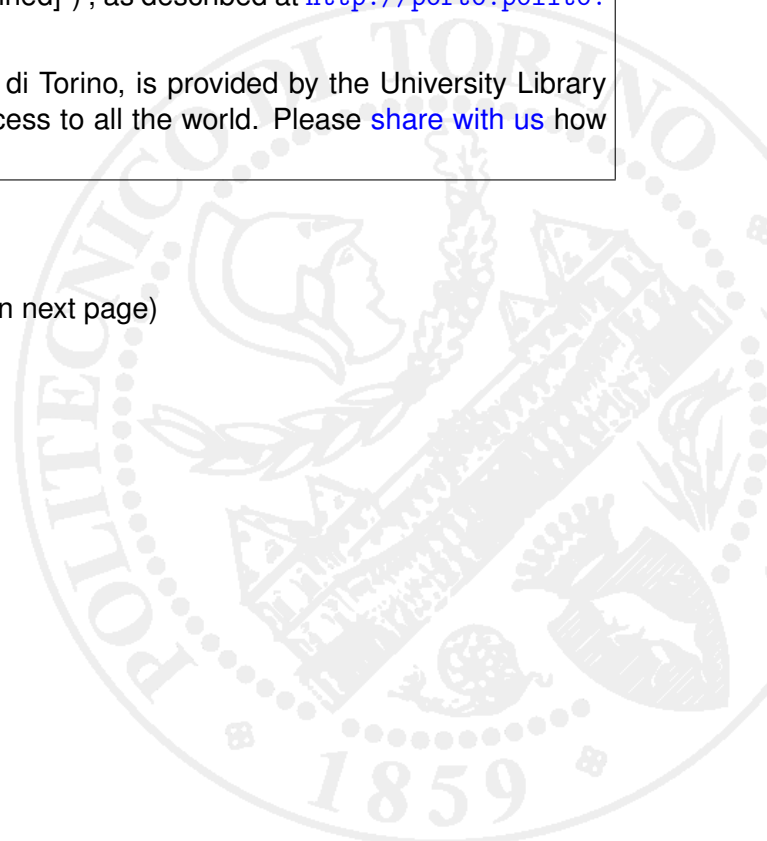 ned]") , as described at http://porto.polito.
di Torino, is provided by the University Library
cess to all the world. Please share with us how
n next page)
POLITECNICO DI TORINO
1859